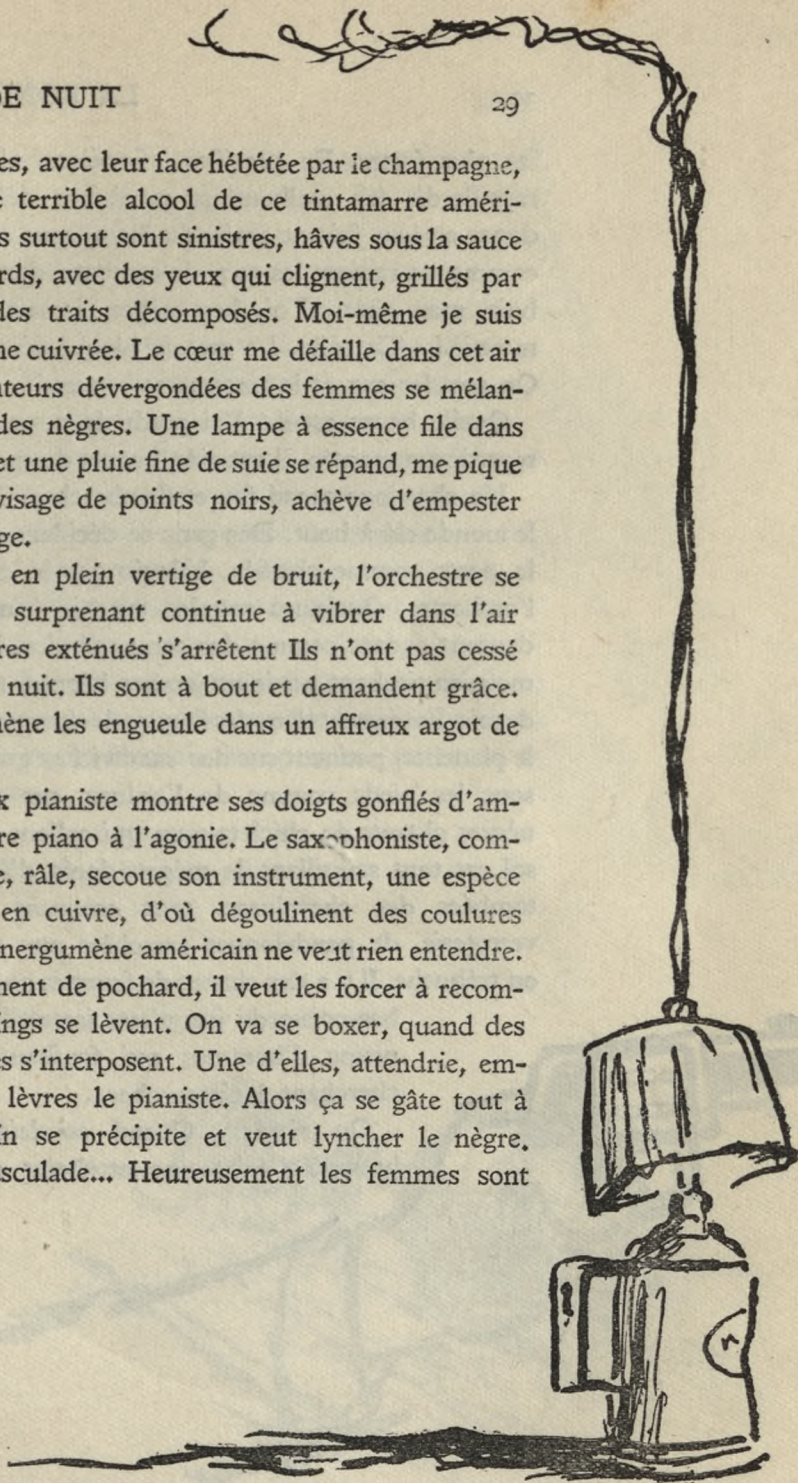 DE NUIT 29
es, avec leur face hébétée par le champagne,
terrible alcool de ce tintamarre améri-
s surtout sont sinistres, hâves sous la sauce
rds, avec des yeux qui clignent, grillés par
les traits décomposés. Moi-même je suis
ne cuivrée. Le cœur me défaille dans cet air
teurs dévergondées des femmes se mélan-
des nègres. Une lampe à essence file dans
et une pluie fine de suie se répand, me pique
visage de points noirs, achève d'empester
ge.
en plein vertige de bruit, l'orchestre se
surprenant continue à vibrer dans l'air
res exténués s'arrêtent Ils n'ont pas cessé
nuit. Ils sont à bout et demandent grâce.
ène les engueule dans un affreux argot de
x pianiste montre ses doigts gonflés d'am-
re piano à l'agonie. Le saxophoniste, com-
e, râle, secoue son instrument, une espèce
en cuivre, d'où dégoulinent des coulures
nergumène américain ne veut rien entendre.
ment de pochard, il veut les forcer à recom-
ings se lèvent. On va se boxer, quand des
s s'interposent. Une d'elles, attendrie, em-
lèvres le pianiste. Alors ça se gâte tout à
in se précipite et veut lyncher le nègre.
sculade... Heureusement les femmes sont